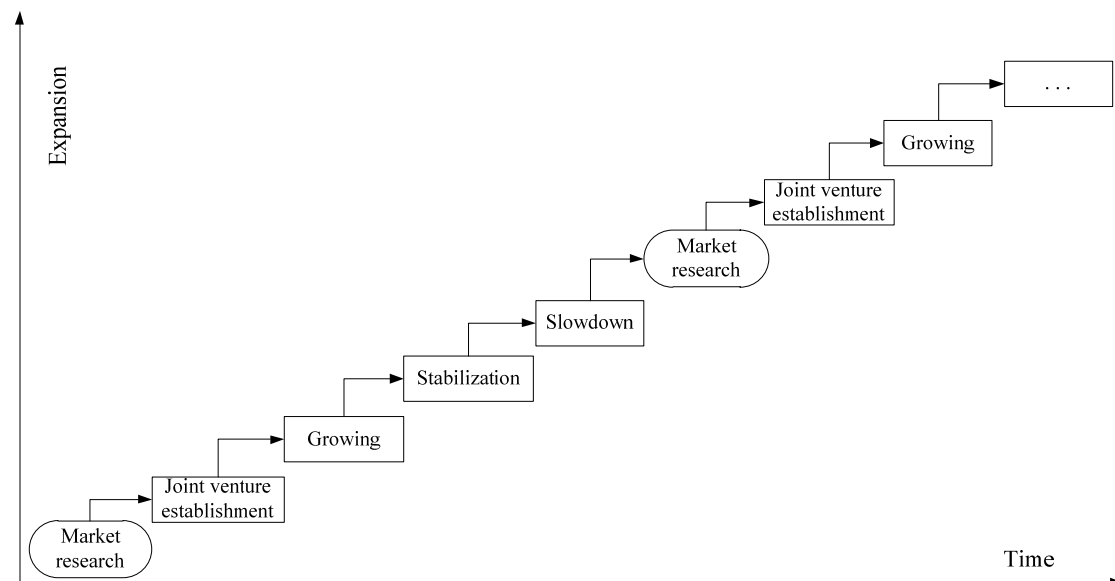 Expansion
. . .
Growing
Joint venture
establishment
Market
research
Slowdown
Stabilization
Growing
Joint venture
establishment
Market
research
Time